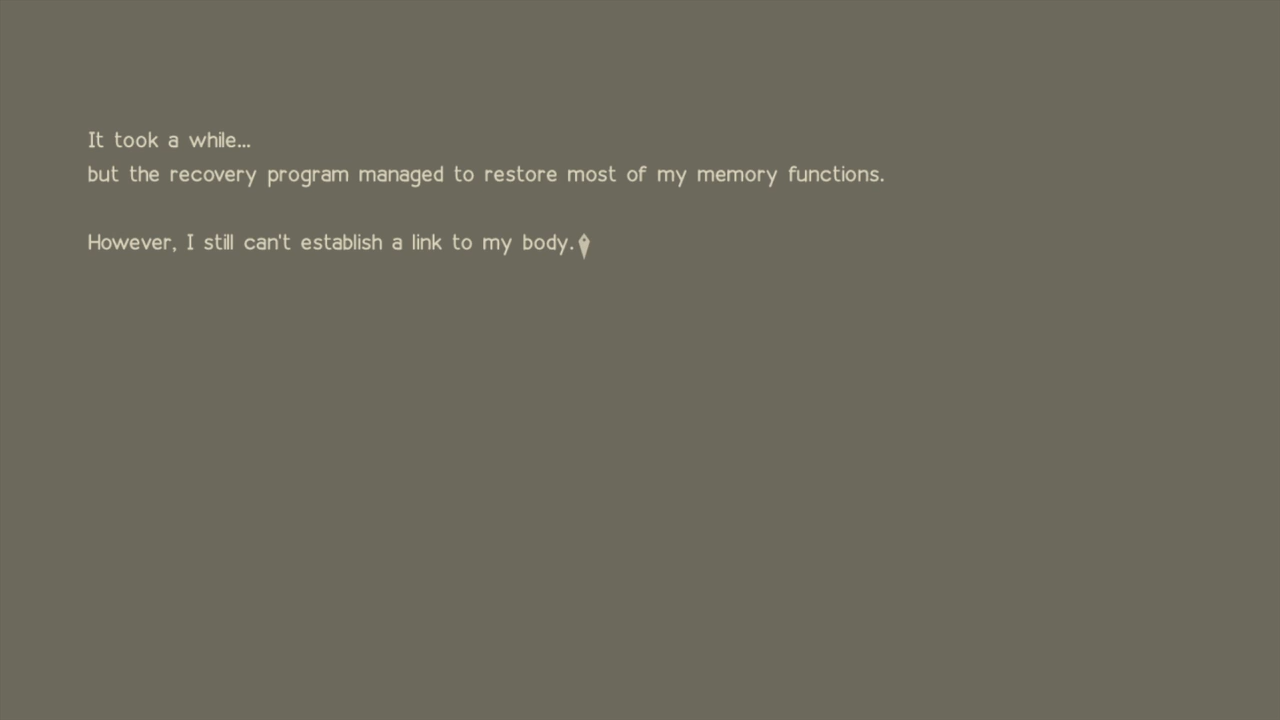 It took a while...
but the recovery program managed to restore most of my memory functions.
However, I still can't establish a link to my body.